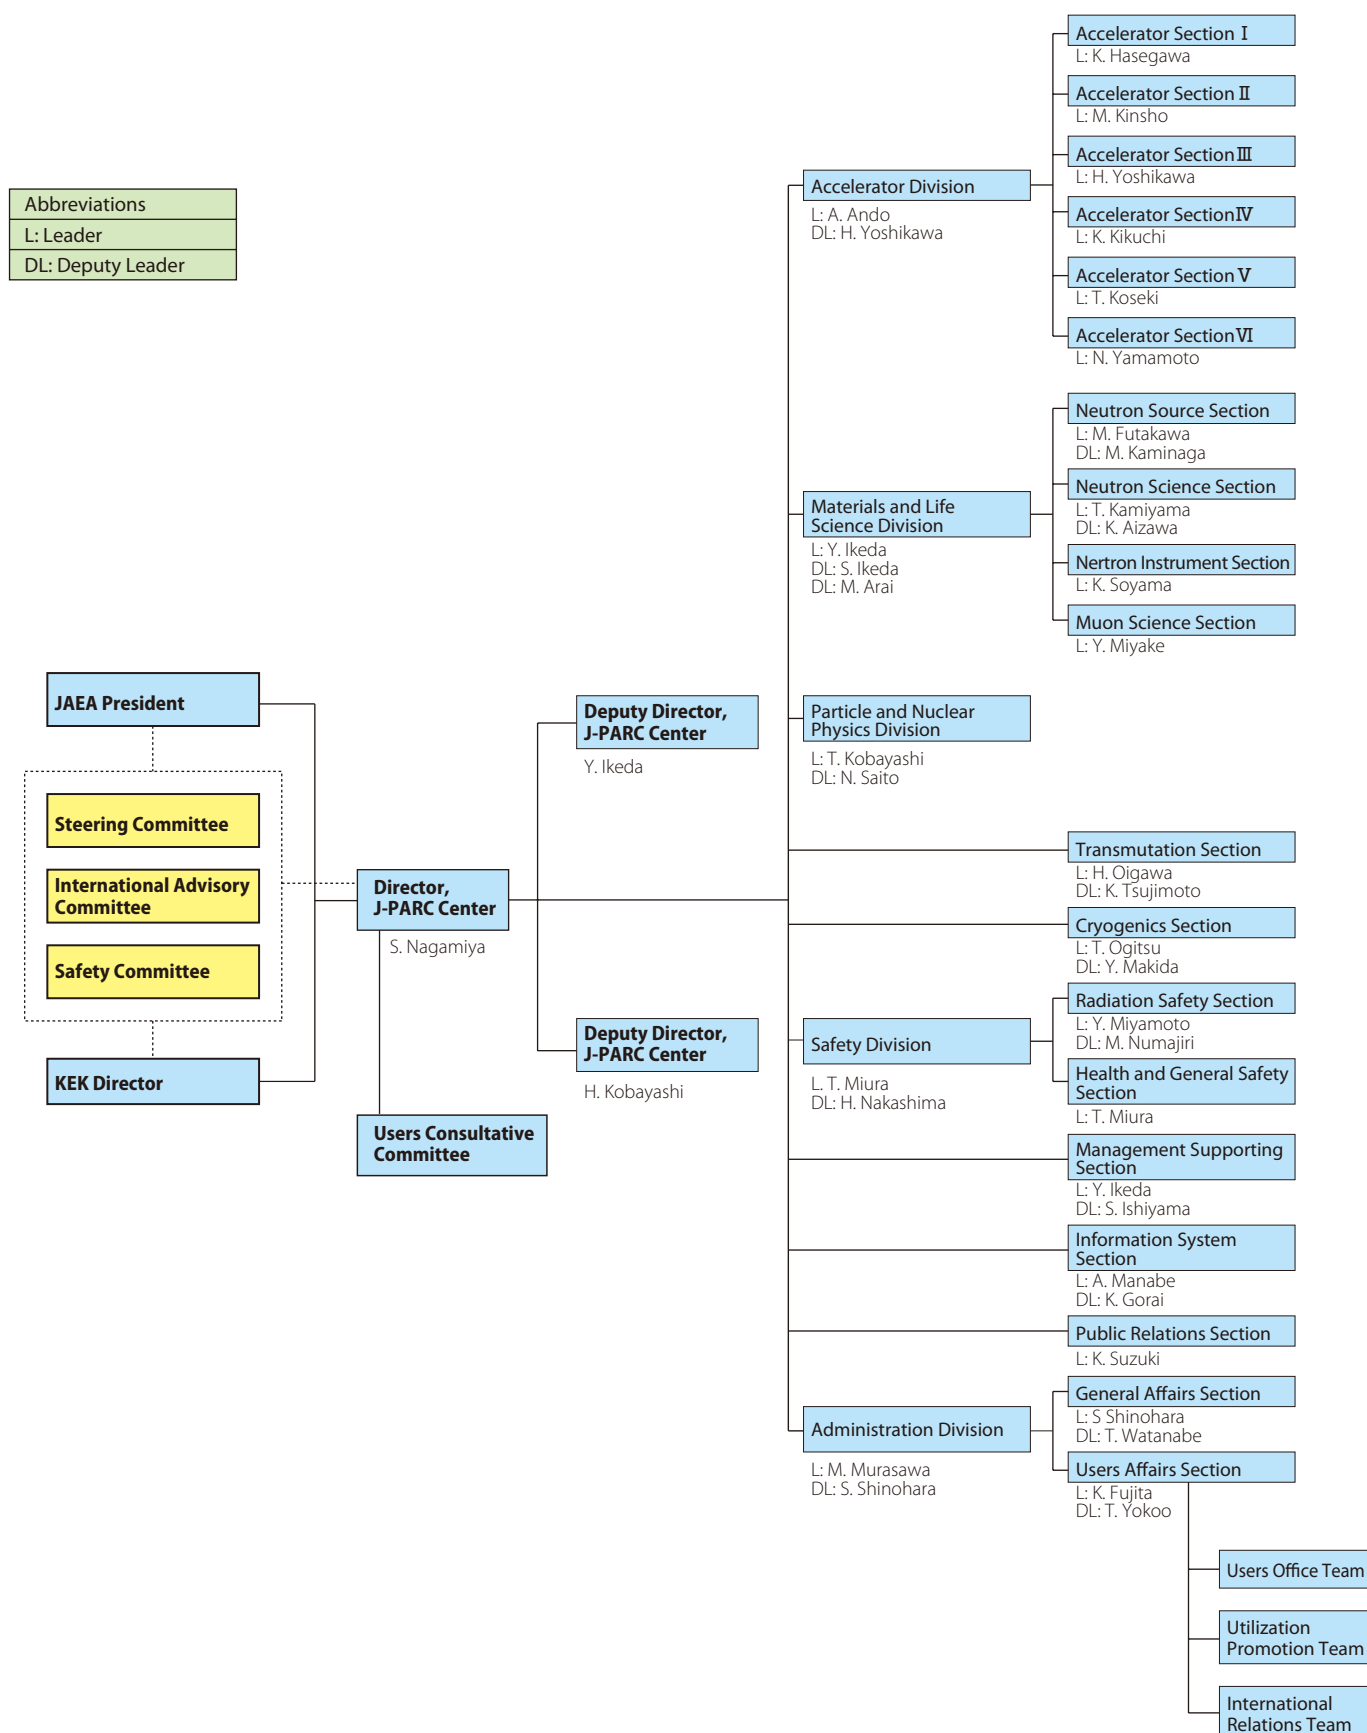 Abbreviations
L: Leader
DL: Deputy Leader
JAEA President
Steering Committee
International Advisory
Committee
Safety Committee
KEK Director
Director,
J-PARC Center
S. Nagamiya
Users Consultative
Committee
Deputy Director,
J-PARC Center
Y. Ikeda
Deputy Director,
J-PARC Center
H. Kobayashi
Accelerator Division
L: A. Ando
DL: H. Yoshikawa
Accelerator Section Ⅰ
L: K. Hasegawa
Accelerator Section Ⅱ
L: M. Kinsho
Accelerator Section Ⅲ
L: H. Yoshikawa
Accelerator Section Ⅳ
L: K. Kikuchi
Accelerator Section Ⅴ
L: T. Koseki
Accelerator Section Ⅵ
L: N. Yamamoto
Materials and Life
Science Division
L: Y. Ikeda
DL: S. Ikeda
DL: M. Arai
Neutron Source Section
L: M. Futakawa
DL: M. Kaminaga
Neutron Science Section
L: T. Kamiyama
DL: K. Aizawa
Nertron Instrument Section
L: K. Soyama
Muon Science Section
L: Y. Miyake
Particle and Nuclear
Physics Division
L: T. Kobayashi
DL: N. Saito
Transmutation Section
L: H. Oigawa
DL: K. Tsujimoto
Cryogenics Section
L: T. Ogitsu
DL: Y. Makida
Safety Division
L. T. Miura
DL: H. Nakashima
Radiation Safety Section
L: Y. Miyamoto
DL: M. Numajiri
Health and General Safety
Section
L: T. Miura
Management Supporting
Section
L: Y. Ikeda
DL: S. Ishiyama
Information System
Section
L: A. Manabe
DL: K. Gorai
Public Relations Section
L: K. Suzuki
Administration Division
L: M. Murasawa
DL: S. Shinohara
General Affairs Section
L: S Shinohara
DL: T. Watanabe
Users Affairs Section
L: K. Fujita
DL: T. Yokoo
Users Office Team
Utilization
Promotion Team
International
Relations Team